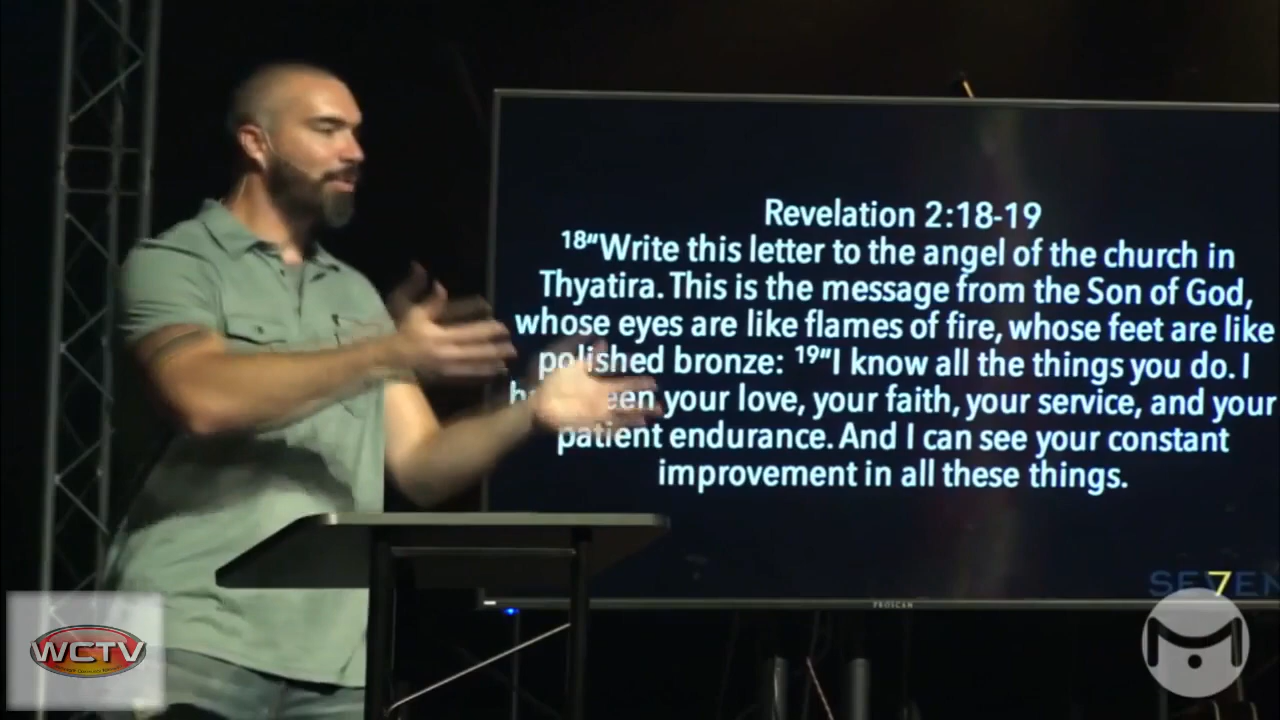 Revelation 2:18-19
18"Write this letter to the angel of the church in
Thyatira. This is the message from the Son of God,
whose eyes are like flames of fire, whose feet are like
polished bronze: 19"I know all the things you do. I
your love, your faith, your service, and your
patient endurance. And I can see your constant
improvement in all these things.
SE7EN
PROSCAN
WCTV